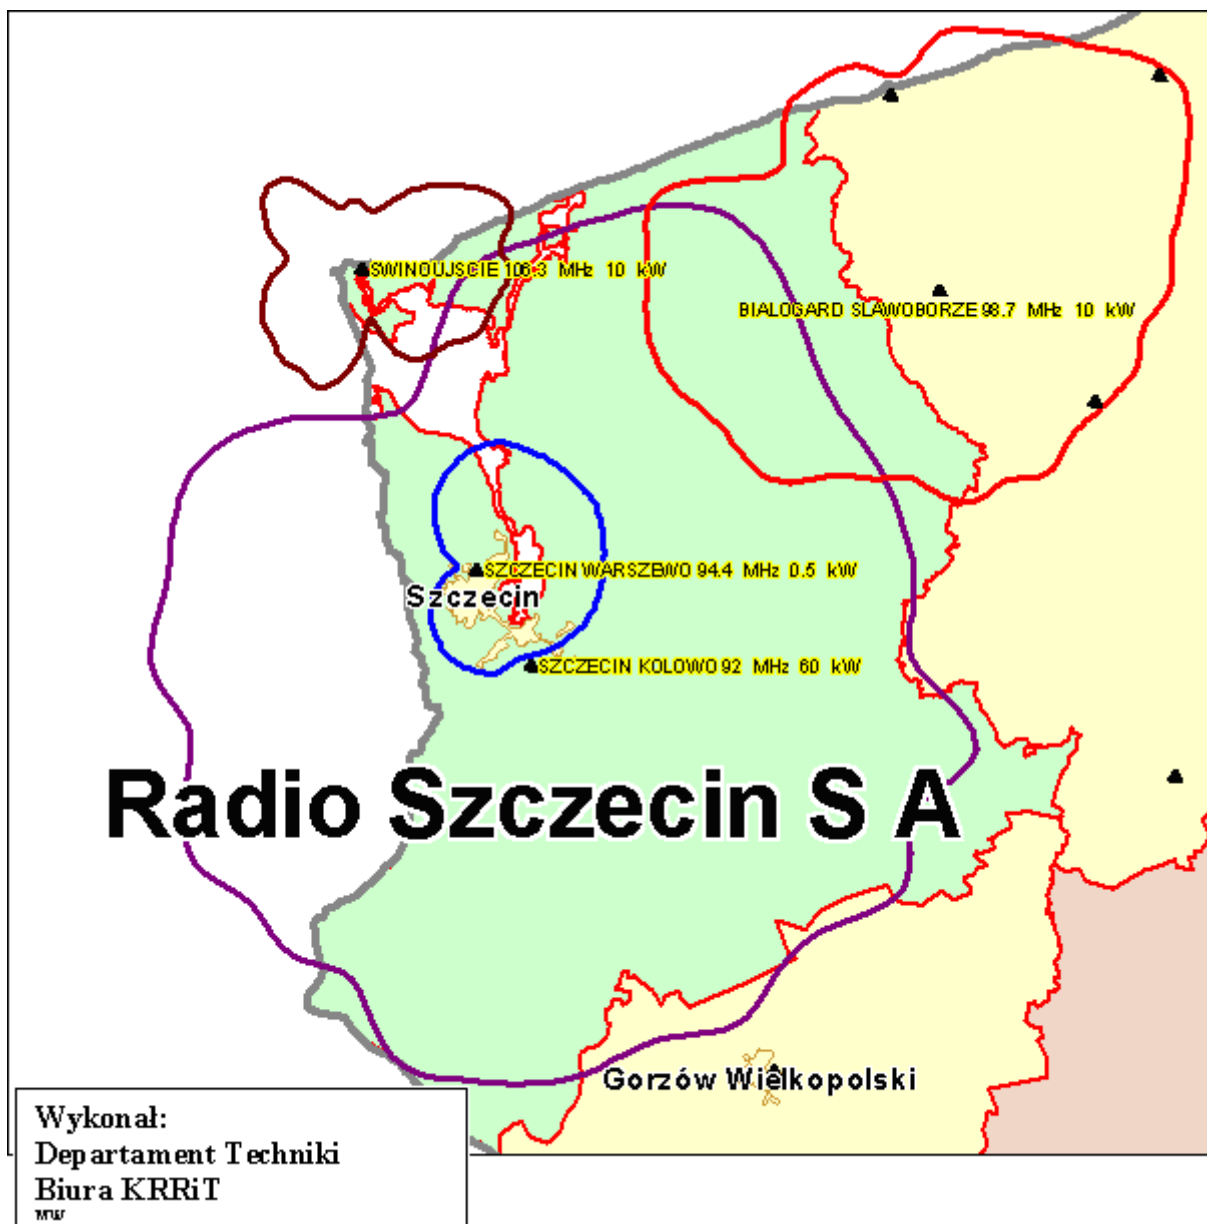 SWINOUJSCIE 106.3 MHz 10 kW
BIALOGARD SLAWOBORZE 98.7 MHz 10 kW
SZCZECIN WARSZEWO 94.4 MHz 0.5 kW
Szczecin
SZCZECIN KOLOWO 92 MHz 60 kW
Radio Szczecin S A
Gorzów Wielkopolski
Wykonał:
Departament Techniki
Biura KRRiT
MW